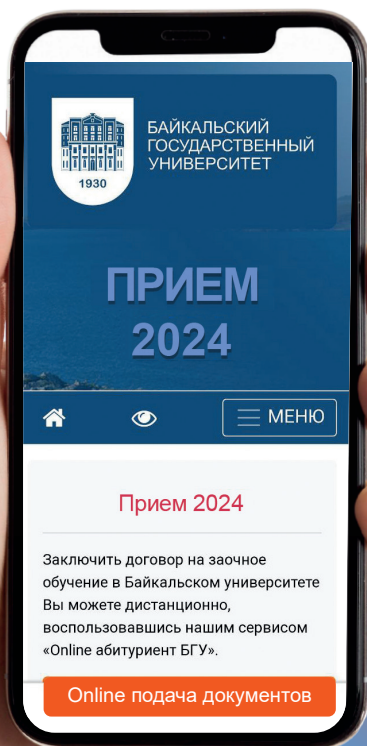 БАЙКАЛЬСКИЙ
ГОСУДАРСТВЕННЫЙ
УНИВЕРСИТЕТ
1930
ПРИЕМ
2024
МЕНЮ
Прием 2024
Заключить договор на заочное
обучение в Байкальском университете
Вы можете дистанционно,
воспользовавшись нашим сервисом
«Online абитуриент БГУ».
Online подача документов